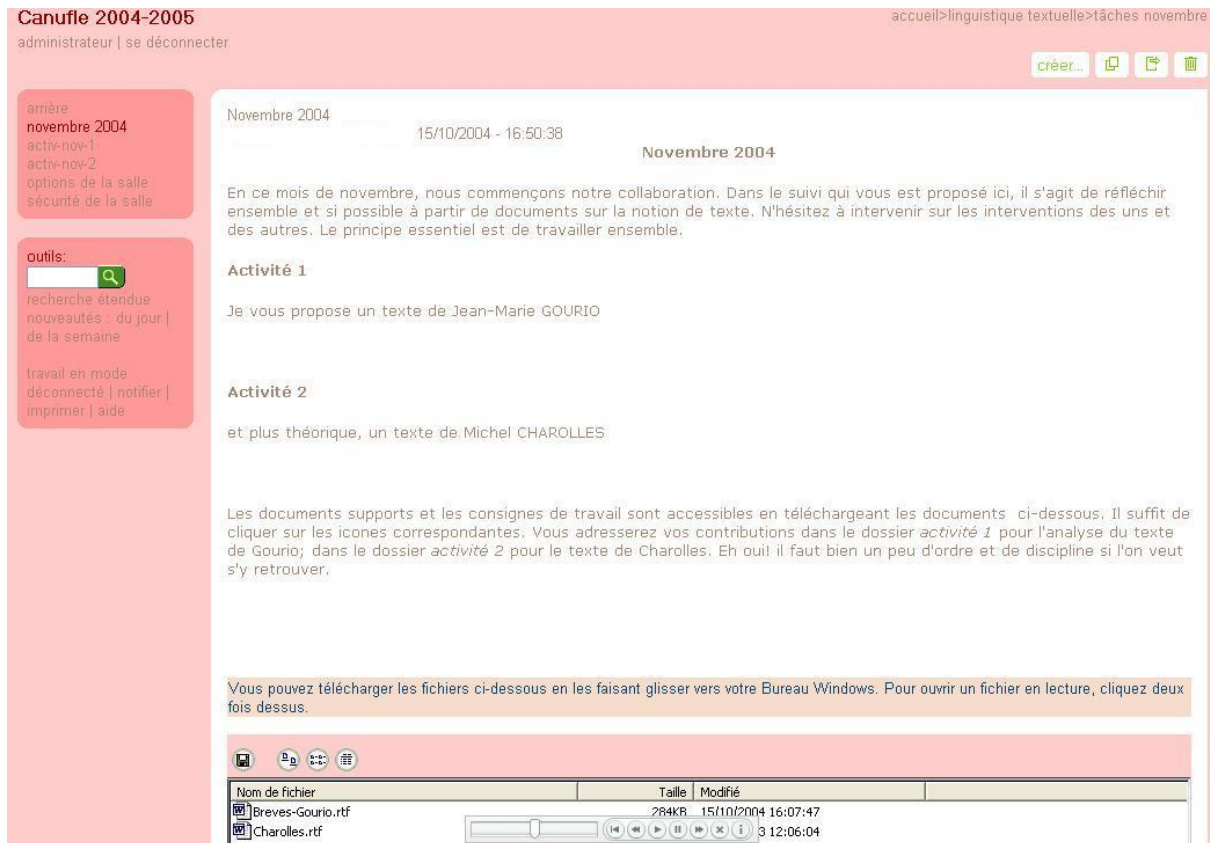 Canufle 2004-2005
accueil>linguistique textuelle>tâches novembre
administrateur | se déconnecter
créer...
arrière
novembre 2004
activ-nov-1
activ-nov-2
options de la salle
sécurité de la salle
outils:
recherche étendue
nouveautés : du jour |
de la semaine
travail en mode
déconnecté | notifier |
imprimer | aide
Novembre 2004
15/10/2004 - 16:50:38
Novembre 2004
En ce mois de novembre, nous commençons notre collaboration. Dans le suivi qui vous est proposé ici, il s'agit de réfléchir
ensemble et si possible à partir de documents sur la notion de texte. N'hésitez à intervenir sur les interventions des uns et
des autres. Le principe essentiel est de travailler ensemble.
Activité 1
Je vous propose un texte de Jean-Marie GOURIO
Activité 2
et plus théorique, un texte de Michel CHAROLLES
Les documents supports et les consignes de travail sont accessibles en téléchargeant les documents ci-dessous. Il suffit de
cliquer sur les icones correspondantes. Vous adresserez vos contributions dans le dossier activité 1 pour l'analyse du texte
de Gourio; dans le dossier activité 2 pour le texte de Charolles. Eh oui! il faut bien un peu d'ordre et de discipline si l'on veut
s'y retrouver.
Vous pouvez télécharger les fichiers ci-dessous en les faisant glisser vers votre Bureau Windows. Pour ouvrir un fichier en lecture, cliquez deux
fois dessus.
Nom de fichier Taille Modifié
Breves-Gourio.rtf 284KB 15/10/2004 16:07:47
Charolles.rtf 3 12:06:04